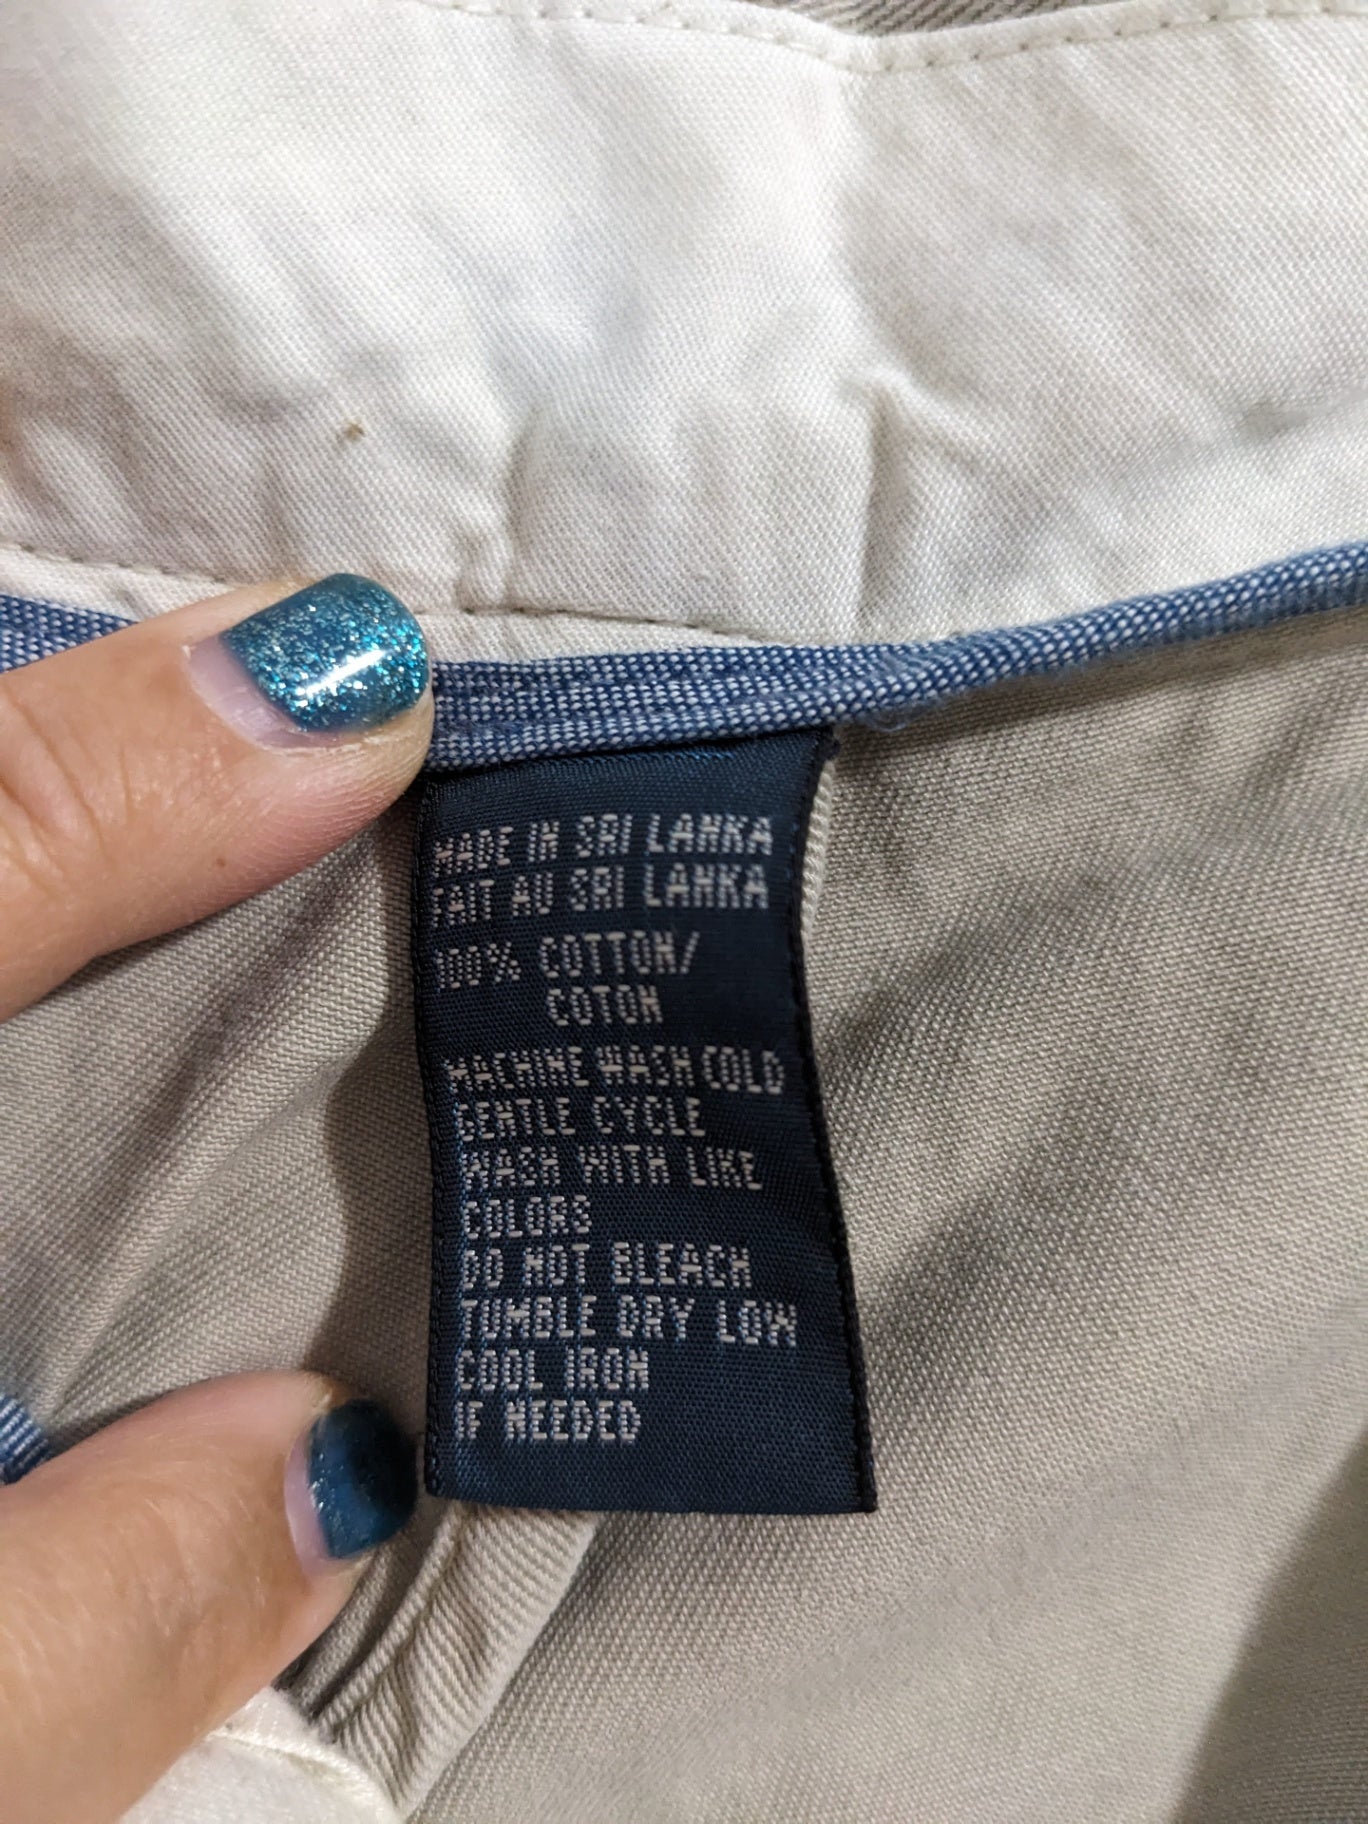 MADE IN SRI LANKA
FAIT AU SRI LANKA
100% COTTON/
COTON
MACHINE WASH COLD
GENTLE CYCLE
WASH WITH LIKE
COLORS
DO NOT BLEACH
TUMBLE DRY LOW
COOL IRON
IF NEEDED